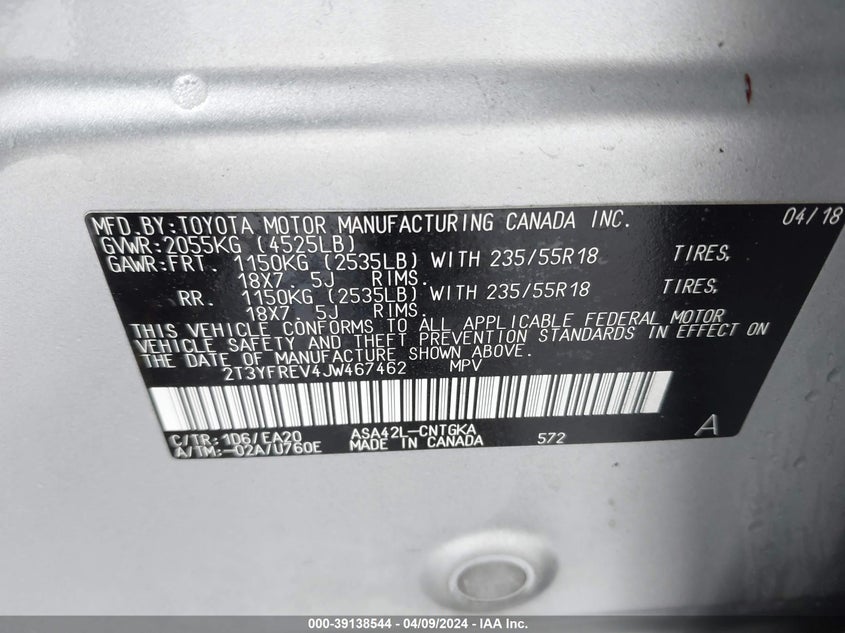 MFD.BY:TOYOTA MOTOR MANUFACTURING CANADA INC. 04/18
GVWR:2055KG (4525LB)
GAWR:FRT. 1150KG (2535LB) WITH 235/55R18 TIRES,
18X7. 5J RIMS.
RR. 1150KG (2535LB) WITH 235/55R18 TIRES,
18X7. 5J RIMS.
THIS VEHICLE CONFORMS TO ALL APPLICABLE FEDERAL MOTOR
VEHICLE SAFETY AND THEFT PREVENTION STANDARDS IN EFFECT ON
THE DATE OF MANUFACTURE SHOWN ABOVE.
2T3YFREV4JW467462 MPV
C/TR:1D6/EA20 ASA42L-CNTGKA
A/TM:-02A/U760E MADE IN CANADA 572 A
000-39138544 - 04/09/2024 - IAA Inc.